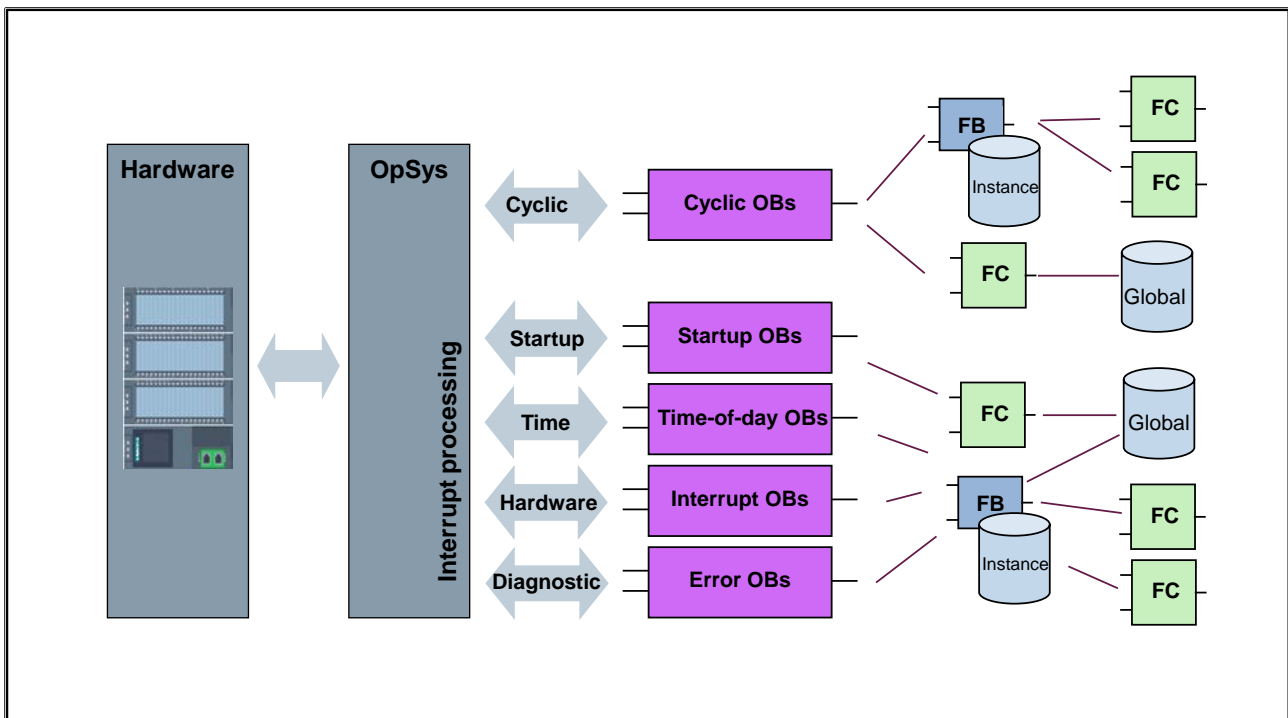 Hardware
OpSys
Interrupt processing
Cyclic
Cyclic OBs
FB
Instance
FC
FC
FC
Global
Startup
Startup OBs
FC
Global
Time
Time-of-day OBs
Hardware
Interrupt OBs
FB
Instance
FC
FC
Diagnostic
Error OBs